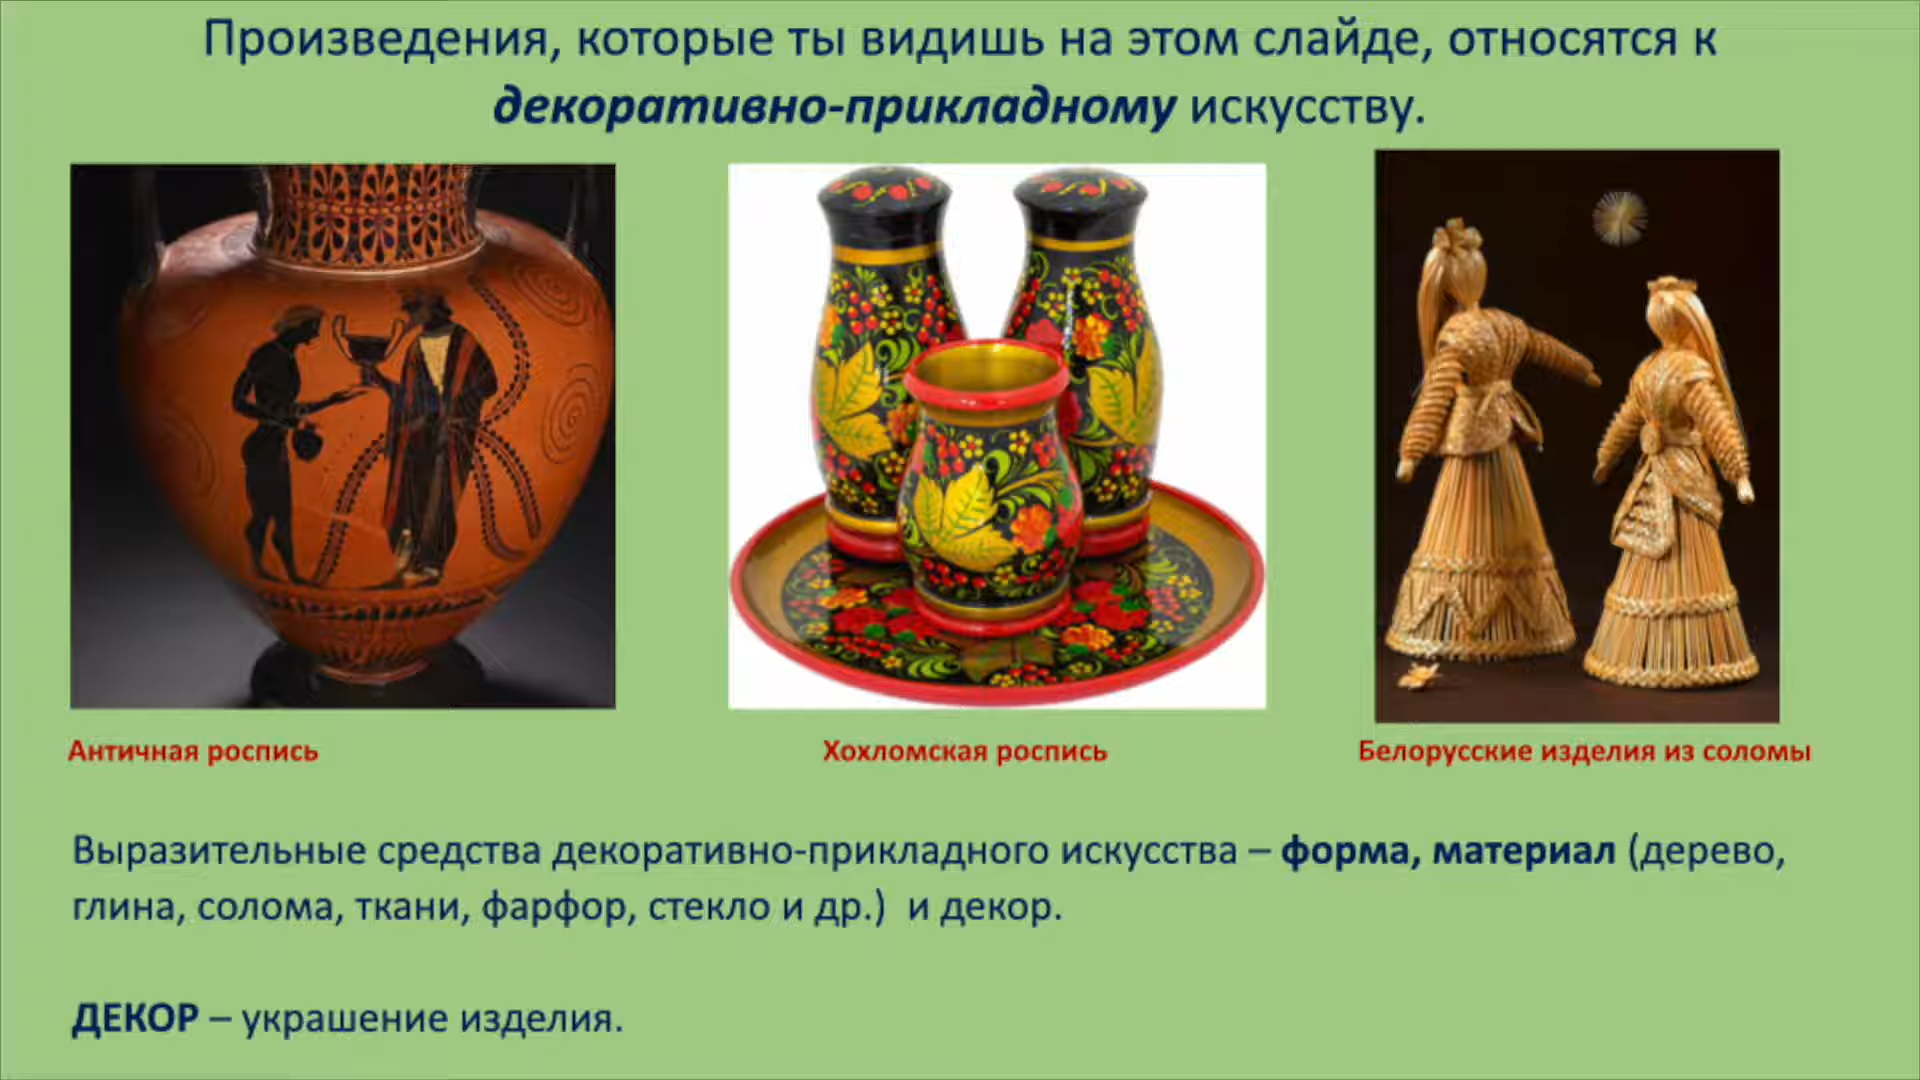 Произведения, которые ты видишь на этом слайде, относятся к
декоративно-прикладному искусству.
Античная роспись
Хохломская роспись
Белорусские изделия из соломы
Выразительные средства декоративно-прикладного искусства – форма, материал (дерево,
глина, солома, ткани, фарфор, стекло и др.)  и декор.
ДЕКОР – украшение изделия.